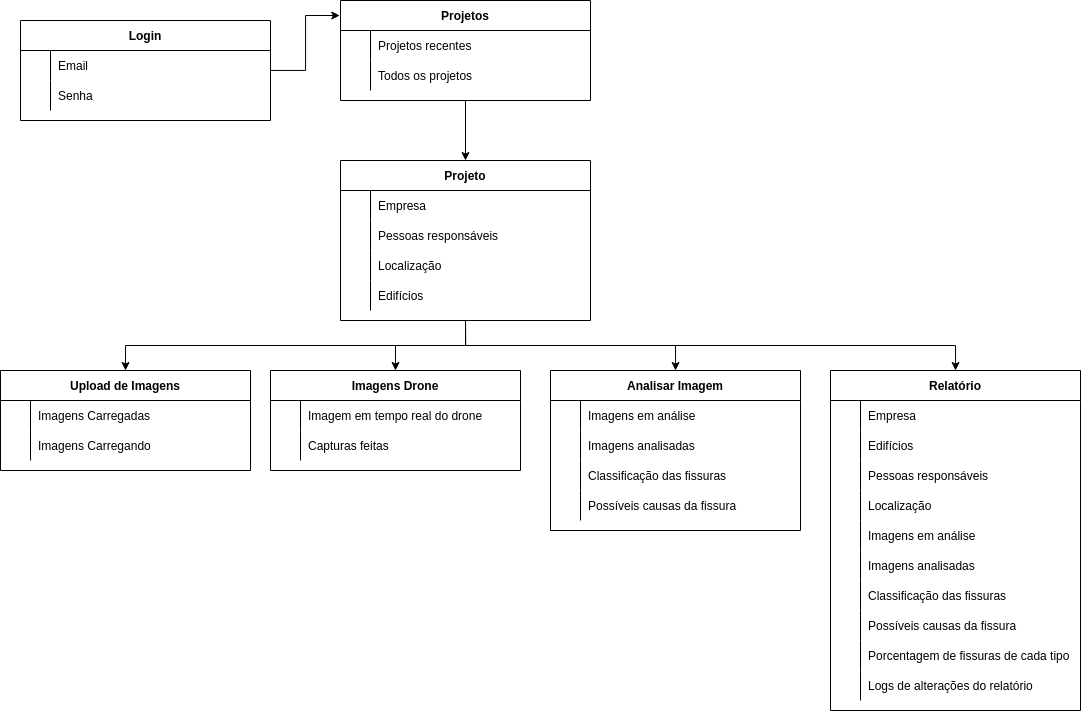 Login
Email
Senha
Projetos
Projetos recentes
Todos os projetos
Projeto
Empresa
Pessoas responsáveis
Localização
Edifícios
Upload de Imagens
Imagens Carregadas
Imagens Carregando
Imagens Drone
Imagem em tempo real do drone
Capturas feitas
Analisar Imagem
Imagens em análise
Imagens analisadas
Classificação das fissuras
Possíveis causas da fissura
Relatório
Empresa
Edifícios
Pessoas responsáveis
Localização
Imagens em análise
Imagens analisadas
Classificação das fissuras
Possíveis causas da fissura
Porcentagem de fissuras de cada tipo
Logs de alterações do relatório